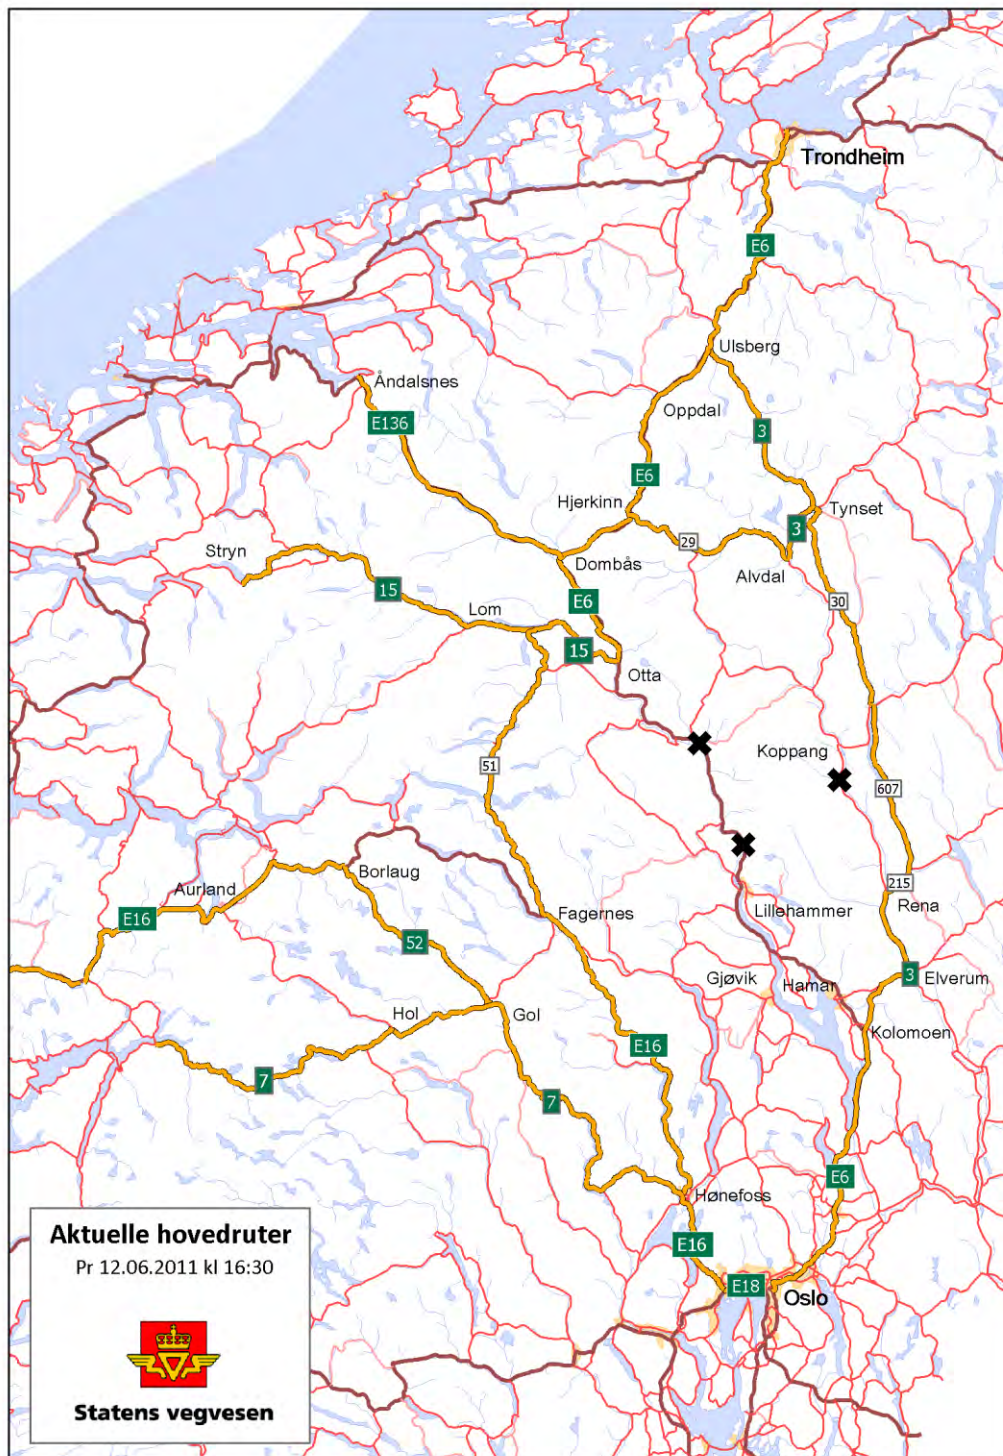 Trondheim
E6
Ulsberg
Åndalsnes
E136
Oppdal
3
E6
Hjerkinn
Tynset
3
29
Stryn
Dombås
Alvdal
15
E6
30
Lom
15
Otta
Koppang
51
607
Borlaug
Aurland
215
Rena
E16
Fagernes
Lillehammer
52
Gjøvik
Hamar
3
Elverum
Hol
Gol
Kolomoen
E16
7
7
E6
Hønefoss
E16
E18
Oslo
Aktuelle hovedruter
Pr 12.06.2011 kl 16:30
Statens vegvesen